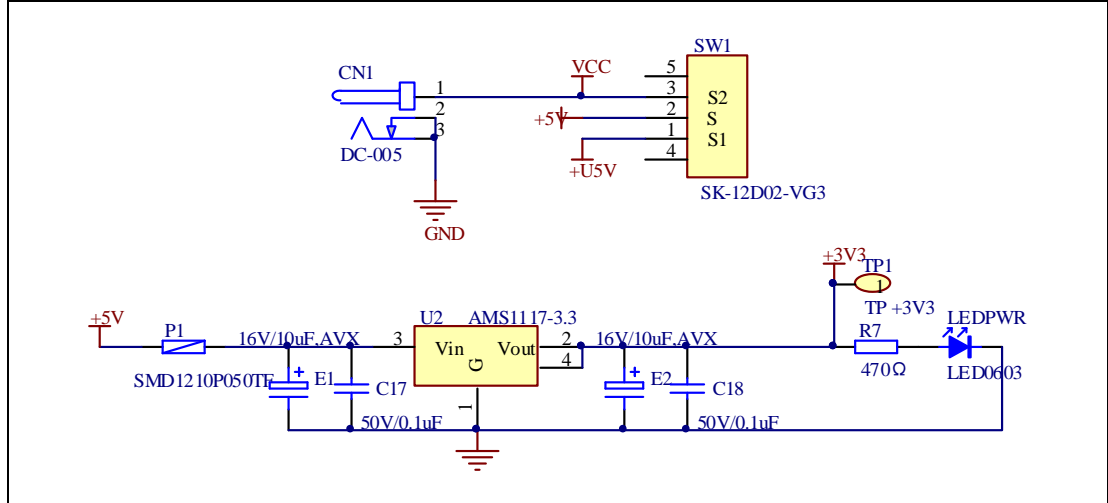 SW1
CN1
VCC
5
1
3
S2
2
+5V
2
S
3
1
S1
DC-005
+U5V
4
SK-12D02-VG3
GND
+3V3
TP1
1
+5V
U2
AMS1117-3.3
TP +3V3
P1
16V/10uF,AVX
3
Vin
Vout
2
16V/10uF,AVX
R7
LEDPWR
4
G
SMD1210P050TF
+
E1
C17
+
E2
C18
470Ω
LED0603
1
50V/0.1uF
50V/0.1uF